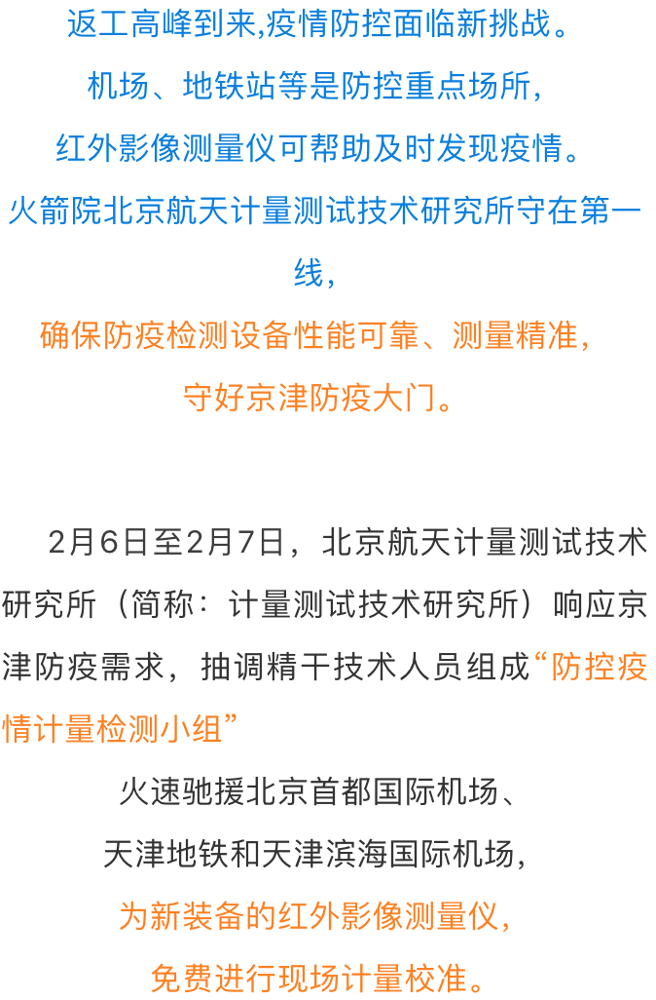 返工高峰到来,疫情防控面临新挑战。
机场、地铁站等是防控重点场所，
红外影像测量仪可帮助及时发现疫情。
火箭院北京航天计量测试技术研究所守在第一
线，
确保防疫检测设备性能可靠、测量精准，
守好京津防疫大门。
2月6日至2月7日，北京航天计量测试技术
研究所（简称：计量测试技术研究所）响应京
津防疫需求，抽调精干技术人员组成“防控疫
情计量检测小组”
火速驰援北京首都国际机场、
天津地铁和天津滨海国际机场，
为新装备的红外影像测量仪，
免费进行现场计量校准。